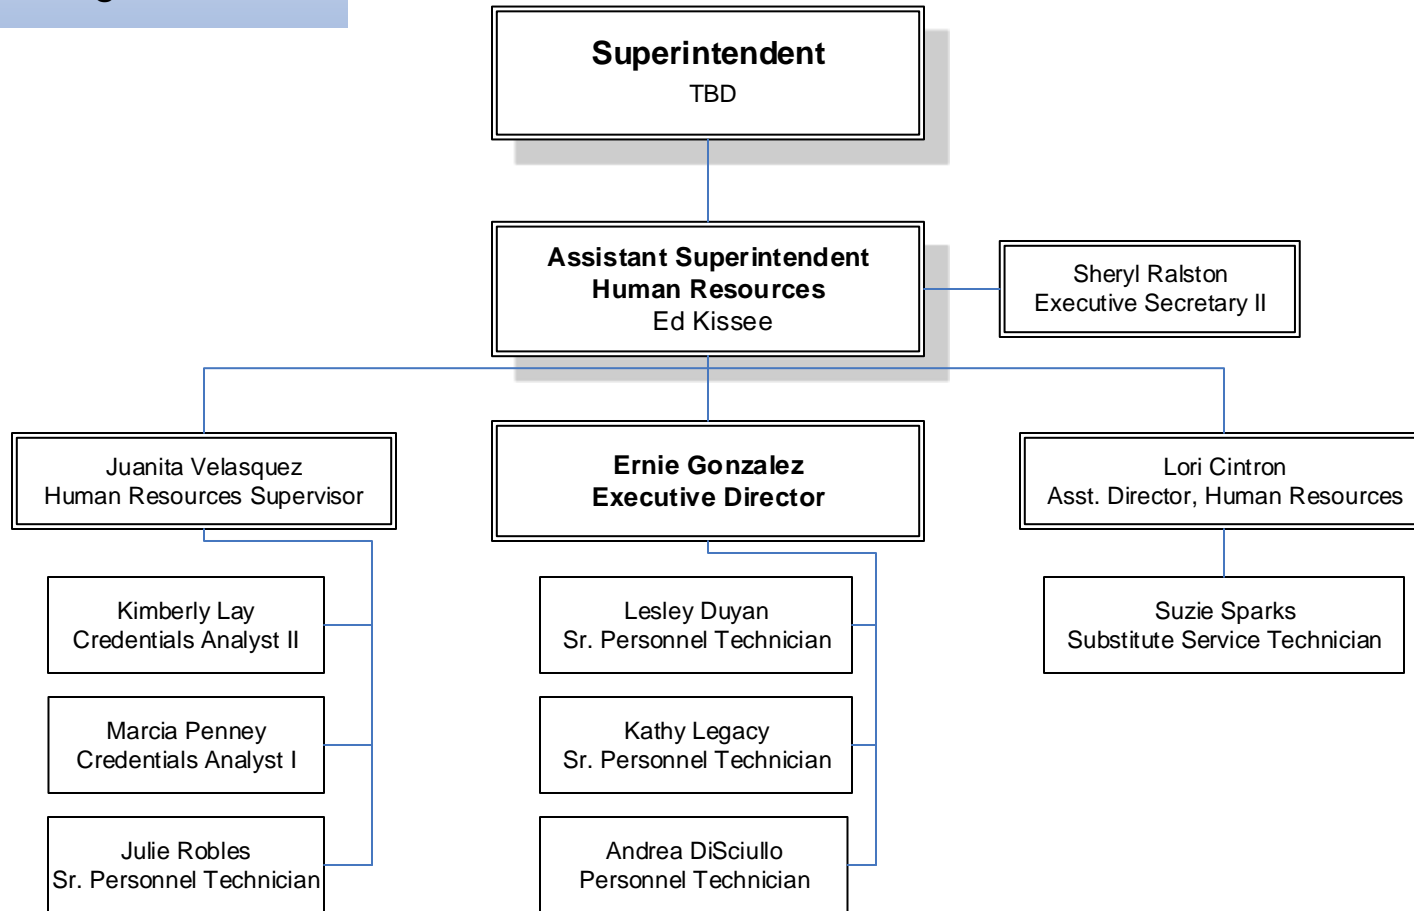 Superintendent
TBD
Assistant Superintendent
Human Resources
Ed Kissee
Sheryl Ralston
Executive Secretary II
Juanita Velasquez
Human Resources Supervisor
Ernie Gonzalez
Executive Director
Lori Cintron
Asst. Director, Human Resources
Kimberly Lay
Credentials Analyst II
Marcia Penney
Credentials Analyst I
Julie Robles
Sr. Personnel Technician
Lesley Duyan
Sr. Personnel Technician
Kathy Legacy
Sr. Personnel Technician
Andrea DiSciullo
Personnel Technician
Suzie Sparks
Substitute Service Technician